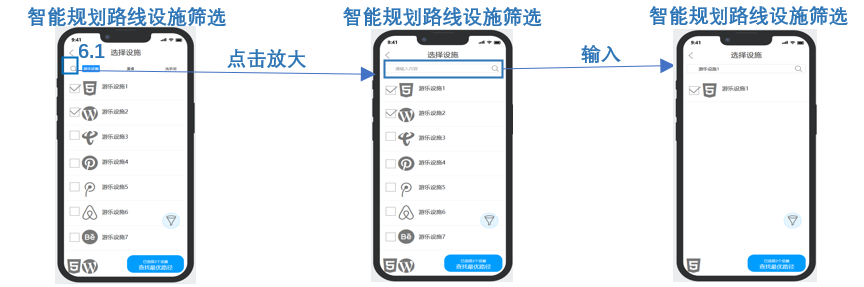 智能规划路线设施筛选
9:41
6.1
选择设施
游乐设施
游乐设施1
游乐设施2
游乐设施3
游乐设施4
游乐设施5
游乐设施6
游乐设施7
已选择2个设施
查找最优路径
点击放大
智能规划路线设施筛选
9:41
选择设施
请输入内容
游乐设施1
游乐设施2
游乐设施3
游乐设施4
游乐设施5
游乐设施6
游乐设施7
已选择2个设施
查找最优路径
输入
智能规划路线设施筛选
9:41
选择设施
游乐设施1
游乐设施1
已选择2个设施
查找最优路径